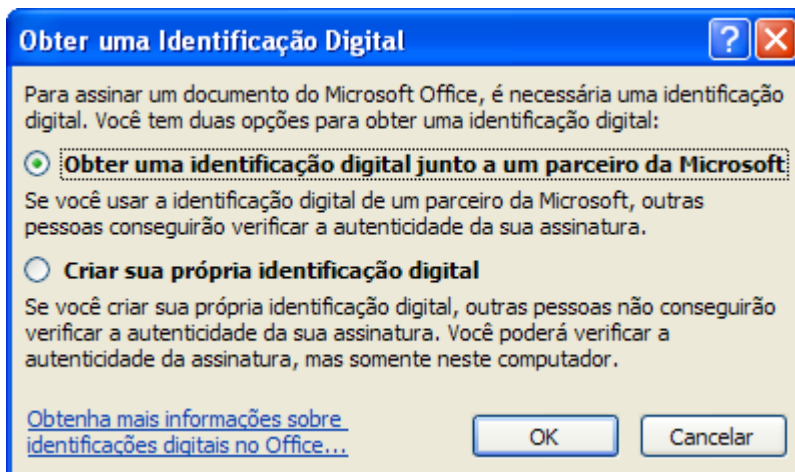 Obter uma Identificação Digital
Para assinar um documento do Microsoft Office, é necessária uma identificação
digital. Você tem duas opções para obter uma identificação digital:
Obter uma identificação digital junto a um parceiro da Microsoft
Se você usar a identificação digital de um parceiro da Microsoft, outras
pessoas conseguirão verificar a autenticidade da sua assinatura.
Criar sua própria identificação digital
Se você criar sua própria identificação digital, outras pessoas não conseguirão
verificar a autenticidade da sua assinatura. Você poderá verificar a
autenticidade da assinatura, mas somente neste computador.
Obtenha mais informações sobre
identificações digitais no Office...
OK
Cancelar